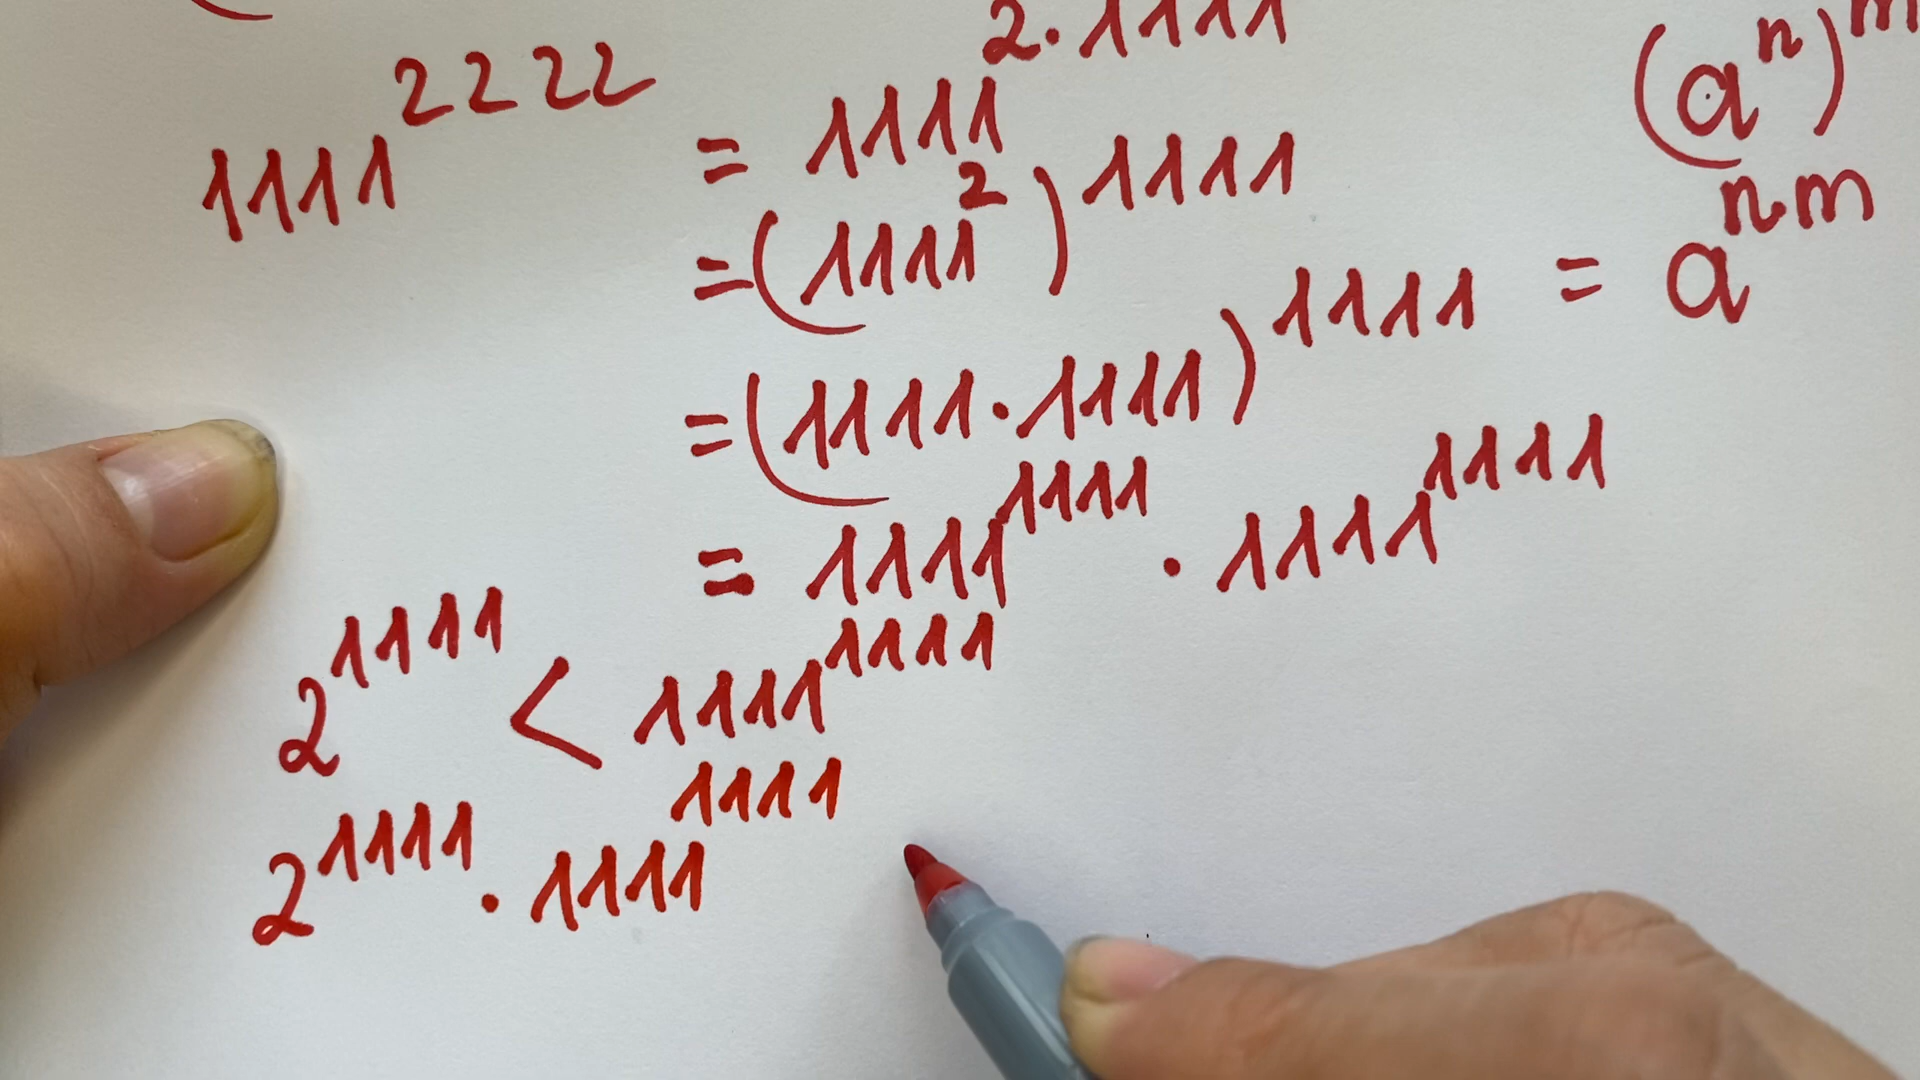 1111^2222 = 1111^2·1111
= (1111^2)^1111
= (1111·1111)^1111
= 1111^1111 · 1111^1111
2^1111 < 1111^1111
2^1111 · 1111^1111
(a^n)^m
= a^nm